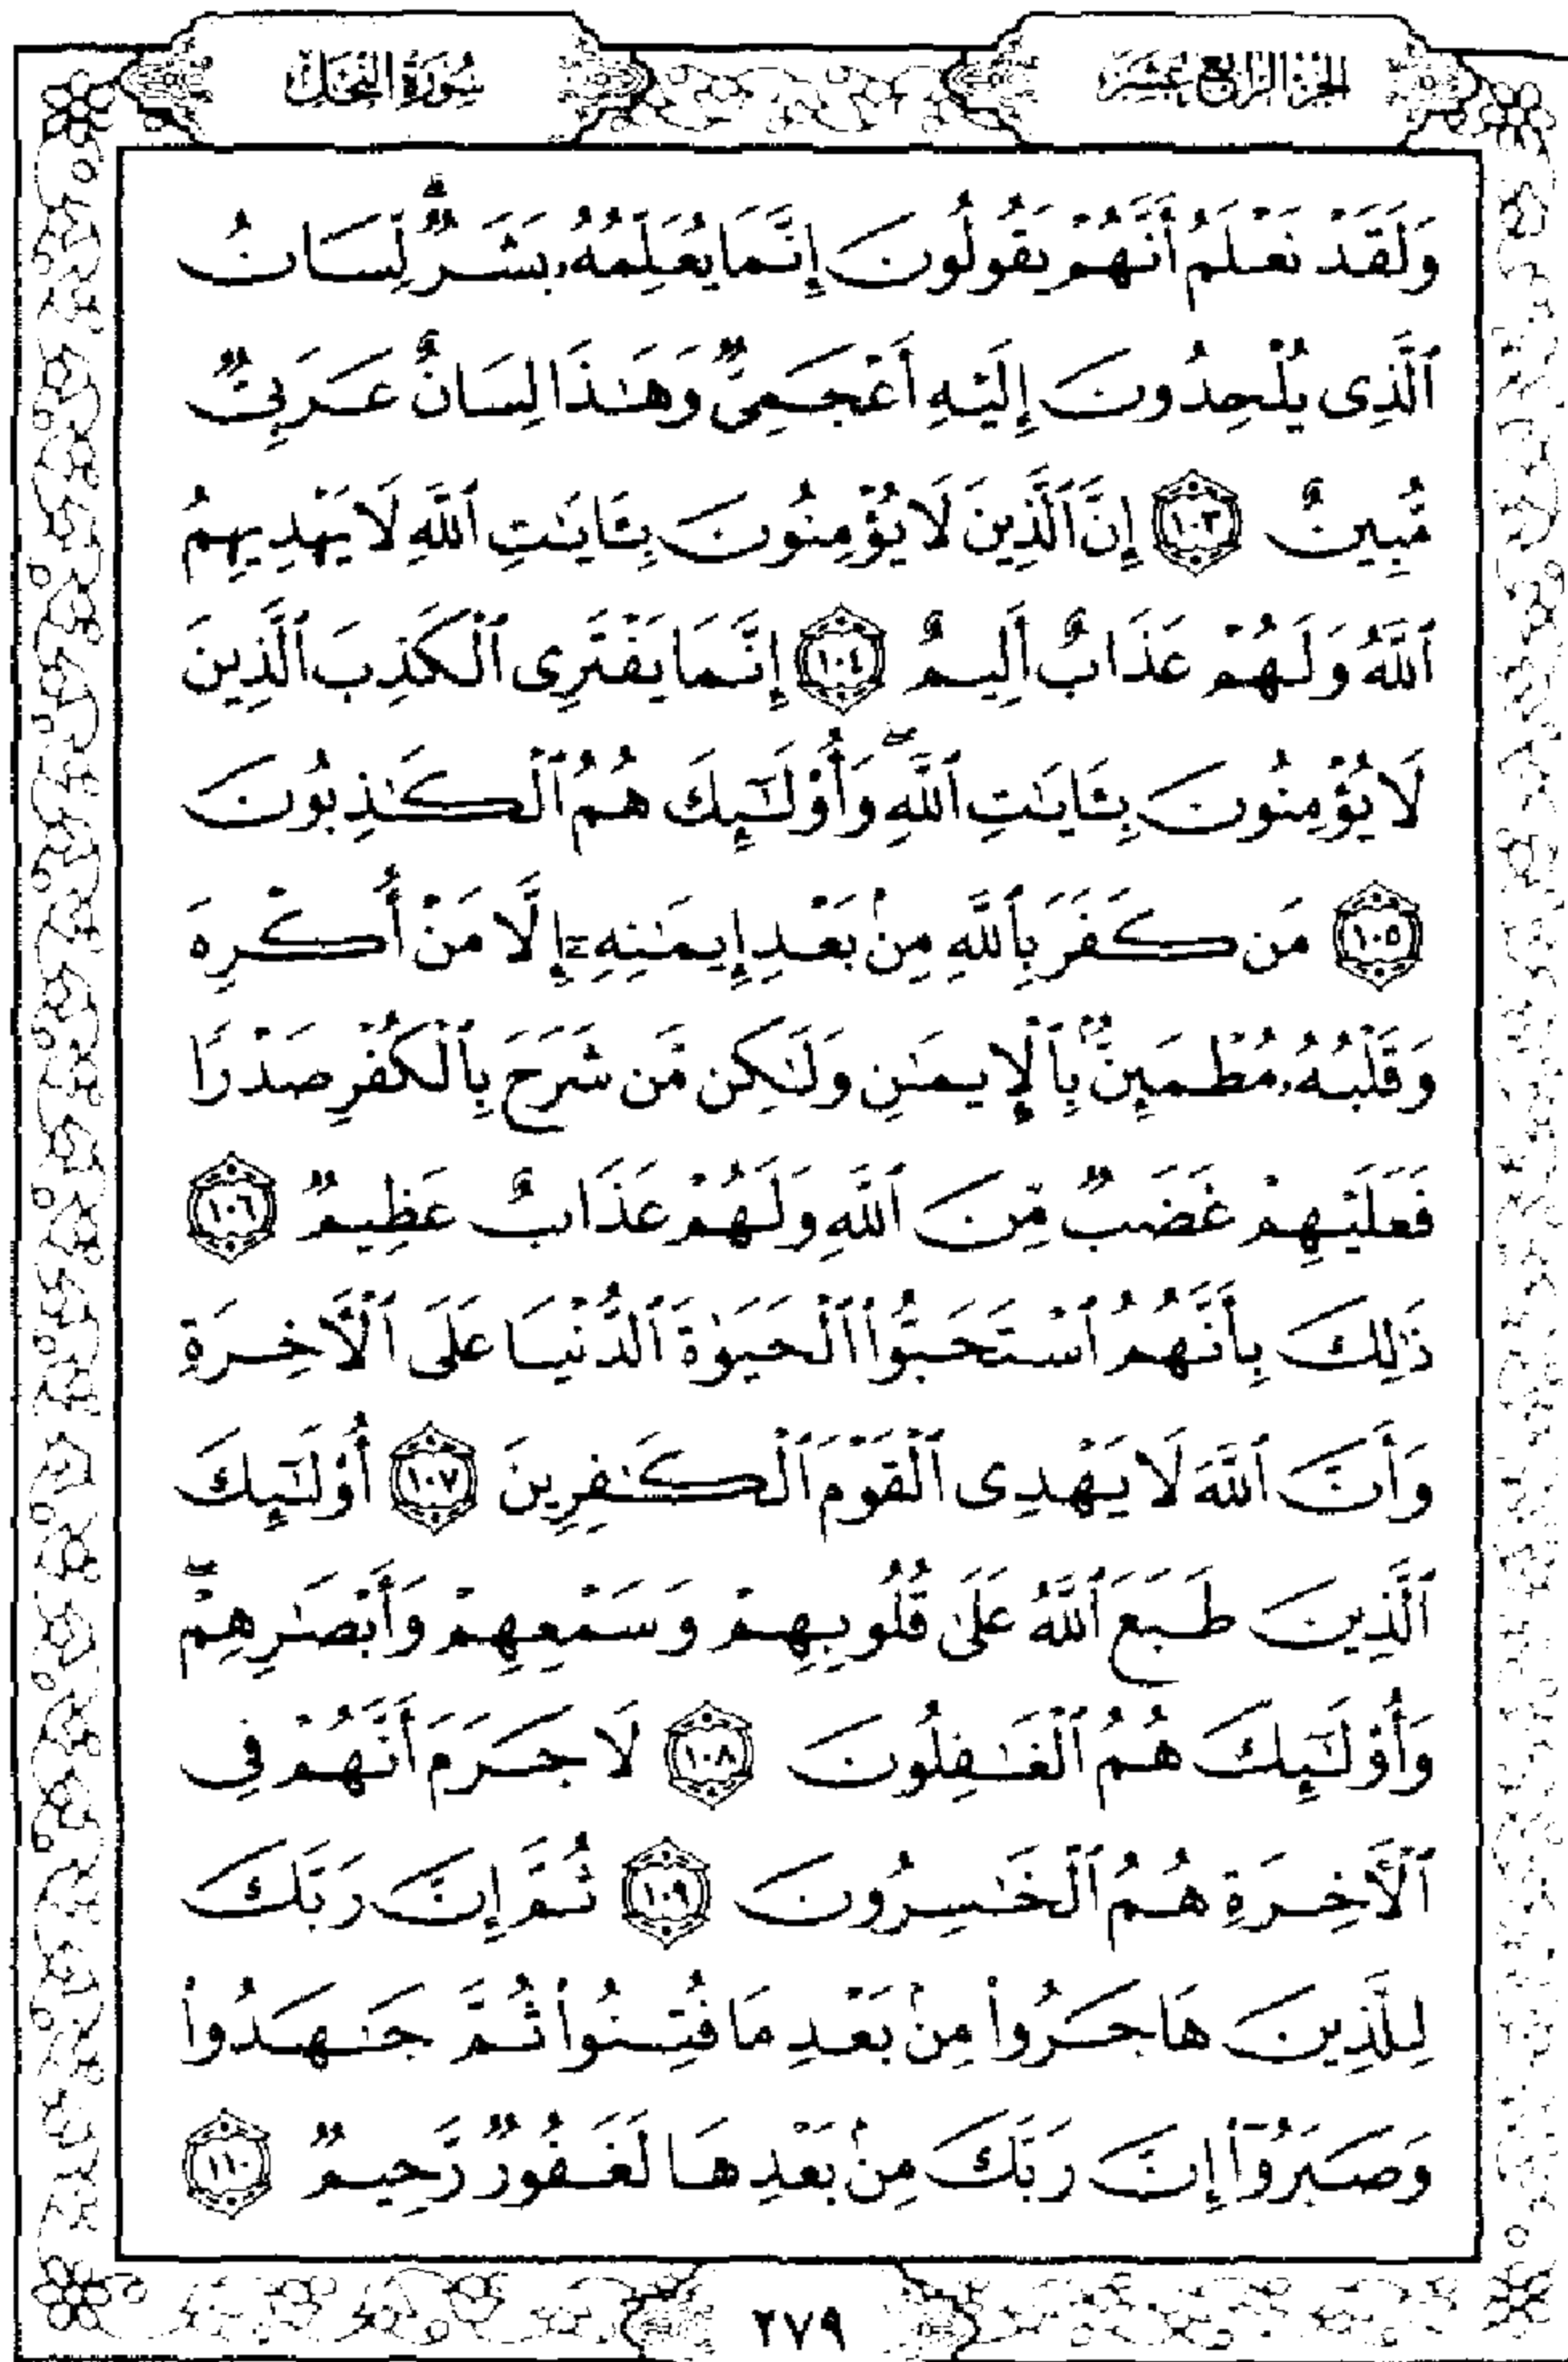 الجزء الرابع عشر
سورة النحل
وَلَقَدۡ نَعۡلَمُ أَنَّهُمۡ يَقُولُونَ إِنَّمَا يُعَلِّمُهُۥ بَشَرٞۗ لِّسَانُ
ٱلَّذِى يُلۡحِدُونَ إِلَيۡهِ أَعۡجَمِىّٞ وَهَٰذَا لِسَانٌ عَرَبِىّٞ
مُّبِينٌ ١٠٣ إِنَّ ٱلَّذِينَ لَا يُؤۡمِنُونَ بِـَٔايَٰتِ ٱللَّهِ لَا يَهۡدِيهِمُ
ٱللَّهُ وَلَهُمۡ عَذَابٌ أَلِيمٌ ١٠٤ إِنَّمَا يَفۡتَرِى ٱلۡكَذِبَ ٱلَّذِينَ
لَا يُؤۡمِنُونَ بِـَٔايَٰتِ ٱللَّهِۖ وَأُوْلَٰٓئِكَ هُمُ ٱلۡكَٰذِبُونَ
١٠٥ مَن كَفَرَ بِٱللَّهِ مِنۢ بَعۡدِ إِيمَٰنِهِۦٓ إِلَّا مَنۡ أُكۡرِهَ
وَقَلۡبُهُۥ مُطۡمَئِنُّۢ بِٱلۡإِيمَٰنِ وَلَٰكِن مَّن شَرَحَ بِٱلۡكُفۡرِ صَدۡرٗا
فَعَلَيۡهِمۡ غَضَبٞ مِّنَ ٱللَّهِ وَلَهُمۡ عَذَابٌ عَظِيمٞ ١٠٦
ذَٰلِكَ بِأَنَّهُمُ ٱسۡتَحَبُّواْ ٱلۡحَيَوٰةَ ٱلدُّنۡيَا عَلَى ٱلۡأٓخِرَةِ
وَأَنَّ ٱللَّهَ لَا يَهۡدِى ٱلۡقَوۡمَ ٱلۡكَٰفِرِينَ ١٠٧ أُوْلَٰٓئِكَ
ٱلَّذِينَ طَبَعَ ٱللَّهُ عَلَىٰ قُلُوبِهِمۡ وَسَمۡعِهِمۡ وَأَبۡصَٰرِهِمۡۖ
وَأُوْلَٰٓئِكَ هُمُ ٱلۡغَٰفِلُونَ ١٠٨ لَا جَرَمَ أَنَّهُمۡ فِى
ٱلۡأٓخِرَةِ هُمُ ٱلۡخَٰسِرُونَ ١٠٩ ثُمَّ إِنَّ رَبَّكَ
لِلَّذِينَ هَاجَرُواْ مِنۢ بَعۡدِ مَا فُتِنُواْ ثُمَّ جَٰهَدُواْ
وَصَبَرُوٓاْ إِنَّ رَبَّكَ مِنۢ بَعۡدِهَا لَغَفُورٞ رَّحِيمٞ ١١٠
٢٧٩